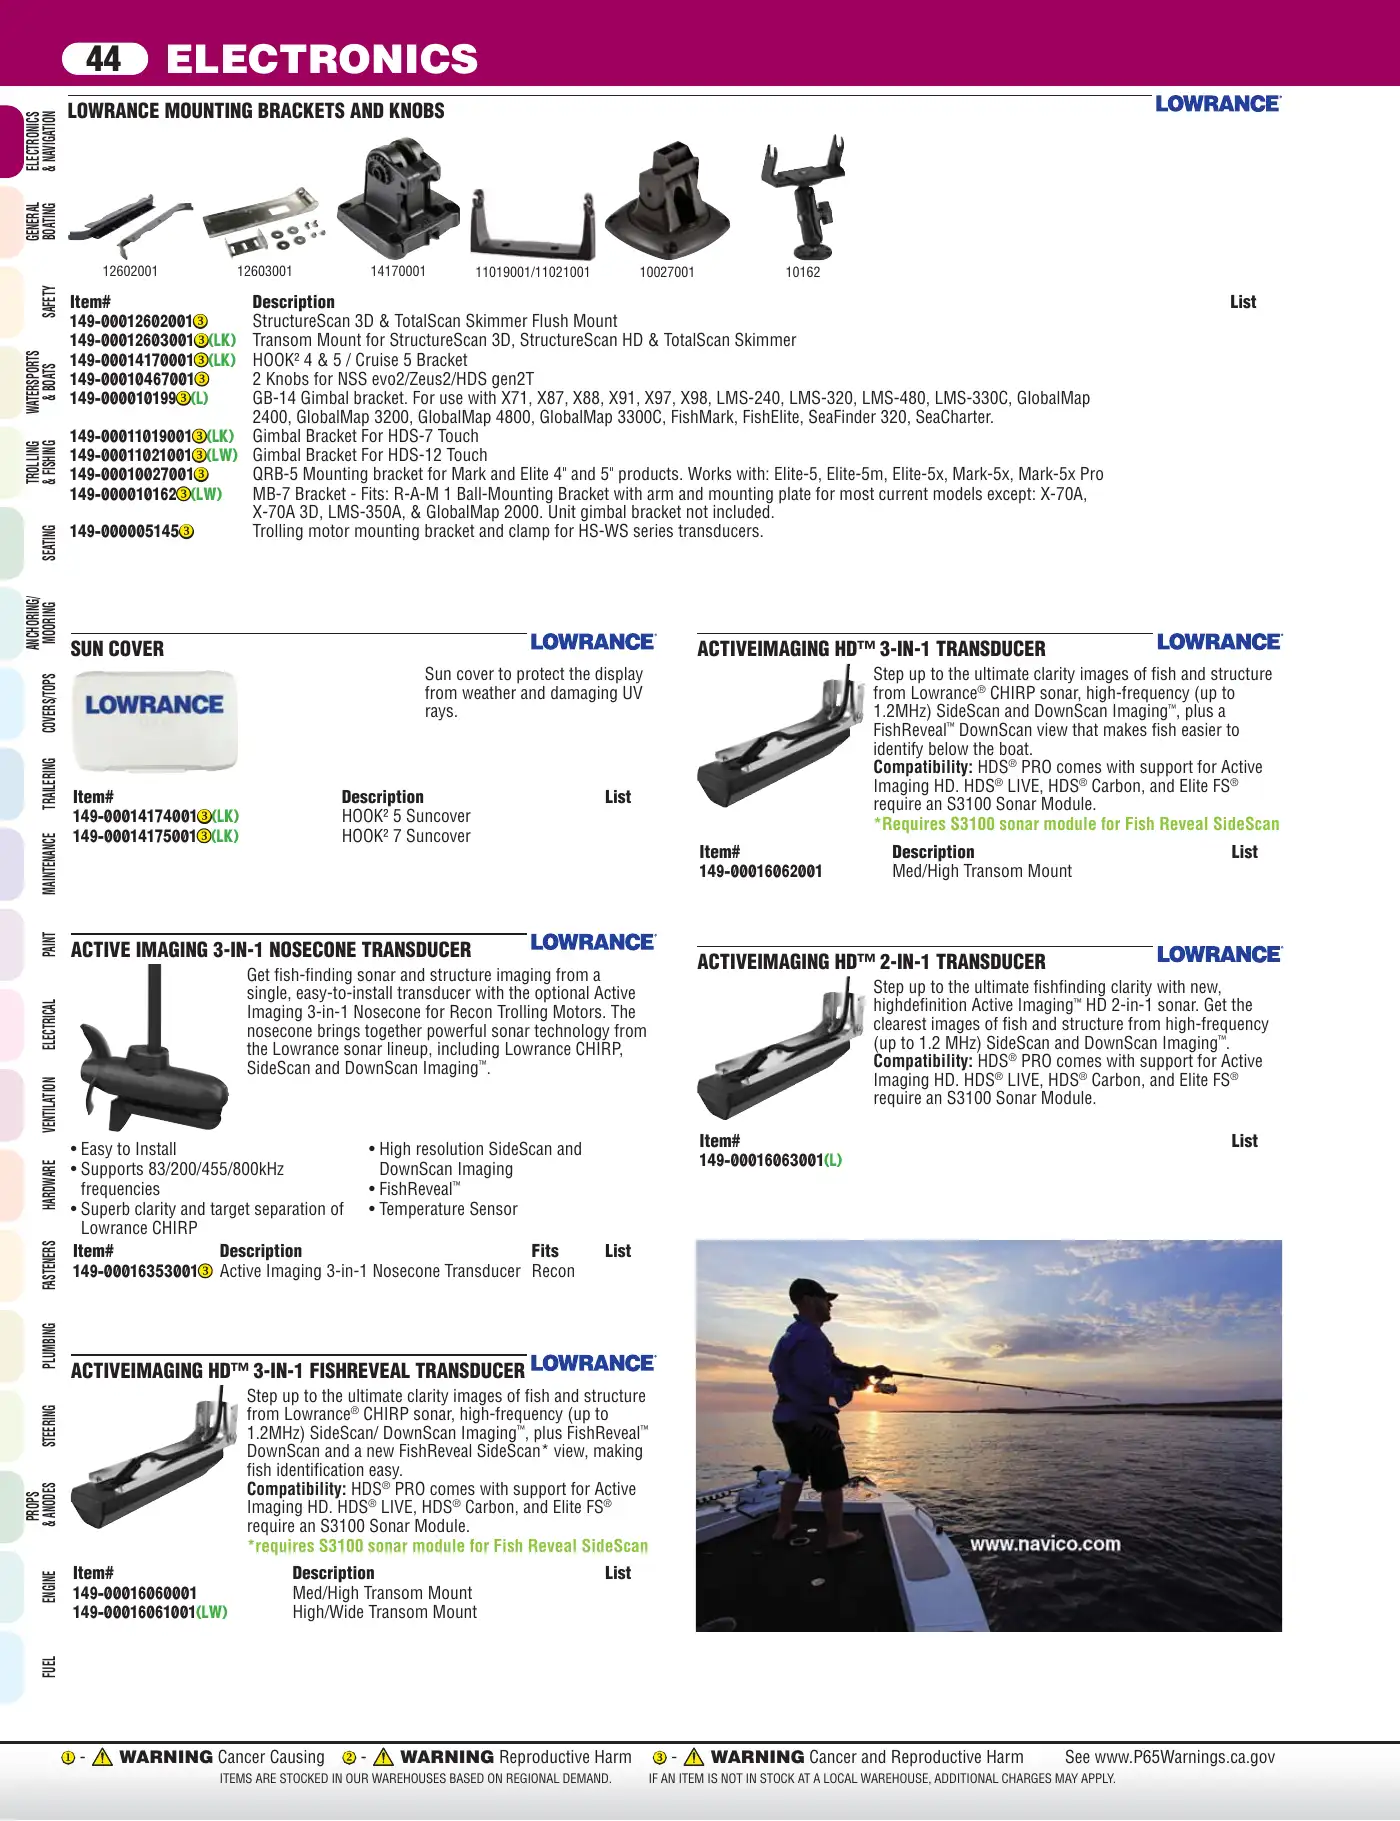 44 ELECTRONICS
LOWRANCE MOUNTING BRACKETS AND KNOBS
LOWRANCE
12602001 12603001 14170001 11019001/11021001 10027001 10162
Item# Description List
149-00012602001③ StructureScan 3D & TotalScan Skimmer Flush Mount
149-00012603001③(LK) Transom Mount for StructureScan 3D, StructureScan HD & TotalScan Skimmer
149-00014170001③(LK) HOOK² 4 & 5 / Cruise 5 Bracket
149-00010467001③ 2 Knobs for NSS evo2/Zeus2/HDS gen2T
149-000010199③(L) GB-14 Gimbal bracket. For use with X71, X87, X88, X91, X97, X98, LMS-240, LMS-320, LMS-480, LMS-330C, GlobalMap
2400, GlobalMap 3200, GlobalMap 4800, GlobalMap 3300C, FishMark, FishElite, SeaFinder 320, SeaCharter.
149-00011019001③(LK) Gimbal Bracket For HDS-7 Touch
149-00011021001③(LW) Gimbal Bracket For HDS-12 Touch
149-00010027001③ QRB-5 Mounting bracket for Mark and Elite 4" and 5" products. Works with: Elite-5, Elite-5m, Elite-5x, Mark-5x, Mark-5x Pro
149-000010162③(LW) MB-7 Bracket - Fits: R-A-M 1 Ball-Mounting Bracket with arm and mounting plate for most current models except: X-70A,
X-70A 3D, LMS-350A, & GlobalMap 2000. Unit gimbal bracket not included.
149-000005145③ Trolling motor mounting bracket and clamp for HS-WS series transducers.
SUN COVER
LOWRANCE
LOWRANCE
Sun cover to protect the display
from weather and damaging UV
rays.
Item# Description List
149-00014174001③(LK) HOOK² 5 Suncover
149-00014175001③(LK) HOOK² 7 Suncover
ACTIVE IMAGING 3-IN-1 NOSECONE TRANSDUCER
LOWRANCE
Get fish-finding sonar and structure imaging from a
single, easy-to-install transducer with the optional Active
Imaging 3-in-1 Nosecone for Recon Trolling Motors. The
nosecone brings together powerful sonar technology from
the Lowrance sonar lineup, including Lowrance CHIRP,
SideScan and DownScan Imaging™.
• Easy to Install
• Supports 83/200/455/800kHz
frequencies
• Superb clarity and target separation of
Lowrance CHIRP
• High resolution SideScan and
DownScan Imaging
• FishReveal™
• Temperature Sensor
Item# Description Fits List
149-00016353001③ Active Imaging 3-in-1 Nosecone Transducer Recon
ACTIVEIMAGING HD™ 3-IN-1 FISHREVEAL TRANSDUCER
LOWRANCE
Step up to the ultimate clarity images of fish and structure
from Lowrance® CHIRP sonar, high-frequency (up to
1.2MHz) SideScan/ DownScan Imaging™, plus FishReveal™
DownScan and a new FishReveal SideScan* view, making
fish identification easy.
Compatibility: HDS® PRO comes with support for Active
Imaging HD. HDS® LIVE, HDS® Carbon, and Elite FS®
require an S3100 Sonar Module.
*requires S3100 sonar module for Fish Reveal SideScan
Item# Description List
149-00016060001 Med/High Transom Mount
149-00016061001(LW) High/Wide Transom Mount
ACTIVEIMAGING HD™ 3-IN-1 TRANSDUCER
LOWRANCE
Step up to the ultimate clarity images of fish and structure
from Lowrance® CHIRP sonar, high-frequency (up to
1.2MHz) SideScan and DownScan Imaging™, plus a
FishReveal™ DownScan view that makes fish easier to
identify below the boat.
Compatibility: HDS® PRO comes with support for Active
Imaging HD. HDS® LIVE, HDS® Carbon, and Elite FS®
require an S3100 Sonar Module.
*Requires S3100 sonar module for Fish Reveal SideScan
Item# Description List
149-00016062001 Med/High Transom Mount
ACTIVEIMAGING HD™ 2-IN-1 TRANSDUCER
LOWRANCE
Step up to the ultimate fishfinding clarity with new,
highdefinition Active Imaging™ HD 2-in-1 sonar. Get the
clearest images of fish and structure from high-frequency
(up to 1.2 MHz) SideScan and DownScan Imaging™.
Compatibility: HDS® PRO comes with support for Active
Imaging HD. HDS® LIVE, HDS® Carbon, and Elite FS®
require an S3100 Sonar Module.
Item# List
149-00016063001(L)
www.navico.com
ELECTRONICS
& NAVIGATION
GENERAL
BOATING
SAFETY
WATERSPORTS
& BOATS
TROLLING
& FISHING
SEATING
ANCHORING/
MOORING
COVERS/TOPS
TRAILERING
MAINTENANCE
PAINT
ELECTRICAL
VENTILATION
HARDWARE
FASTENERS
PLUMBING
STEERING
PROPS
& ANODES
ENGINE
FUEL
① - ⚠ WARNING Cancer Causing ② - ⚠ WARNING Reproductive Harm ③ - ⚠ WARNING Cancer and Reproductive Harm See www.P65Warnings.ca.gov
ITEMS ARE STOCKED IN OUR WAREHOUSES BASED ON REGIONAL DEMAND. IF AN ITEM IS NOT IN STOCK AT A LOCAL WAREHOUSE, ADDITIONAL CHARGES MAY APPLY.